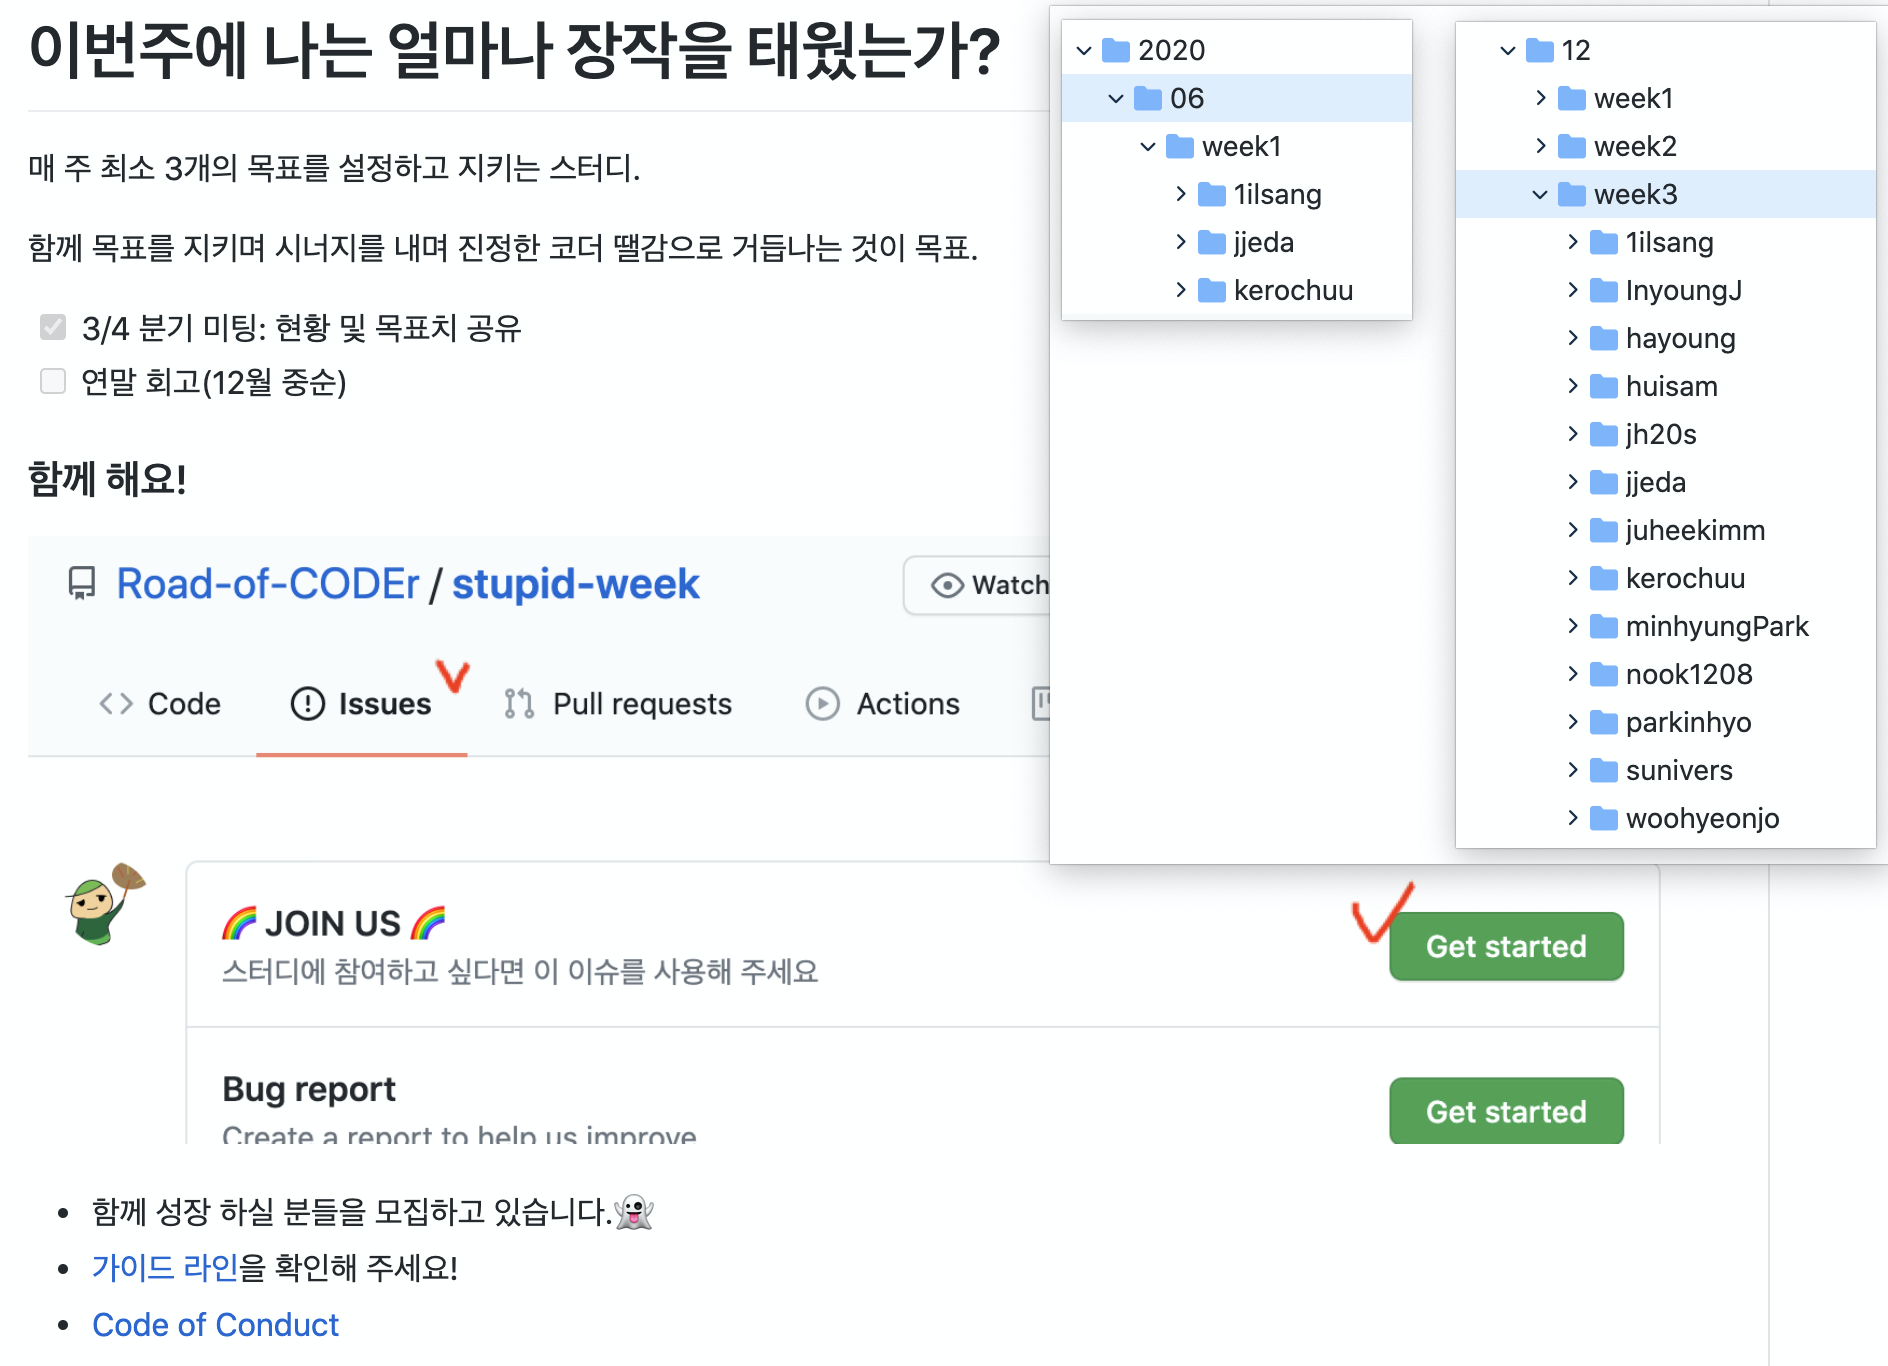 이번주에 나는 얼마나 장작을 태웠는가?
매 주 최소 3개의 목표를 설정하고 지키는 스터디.
함께 목표를 지키며 시너지를 내며 진정한 코더 땔감으로 거듭나는 것이 목표.
3/4 분기 미팅: 현황 및 목표치 공유
연말 회고(12월 중순)
함께 해요!
Road-of-CODEr / stupid-week
Watch
Code
Issues
Pull requests
Actions
🌈 JOIN US 🌈
스터디에 참여하고 싶다면 이 이슈를 사용해 주세요
Get started
Bug report
Create a report to help us improve
Get started
함께 성장 하실 분들을 모집하고 있습니다.👻
가이드 라인을 확인해 주세요!
Code of Conduct
2020
06
week1
1ilsang
jjeda
kerochuu
12
week1
week2
week3
1ilsang
InyoungJ
hayoung
huisam
jh20s
jjeda
juheekimm
kerochuu
minhyungPark
nook1208
parkinhyo
sunivers
woohyeonjo